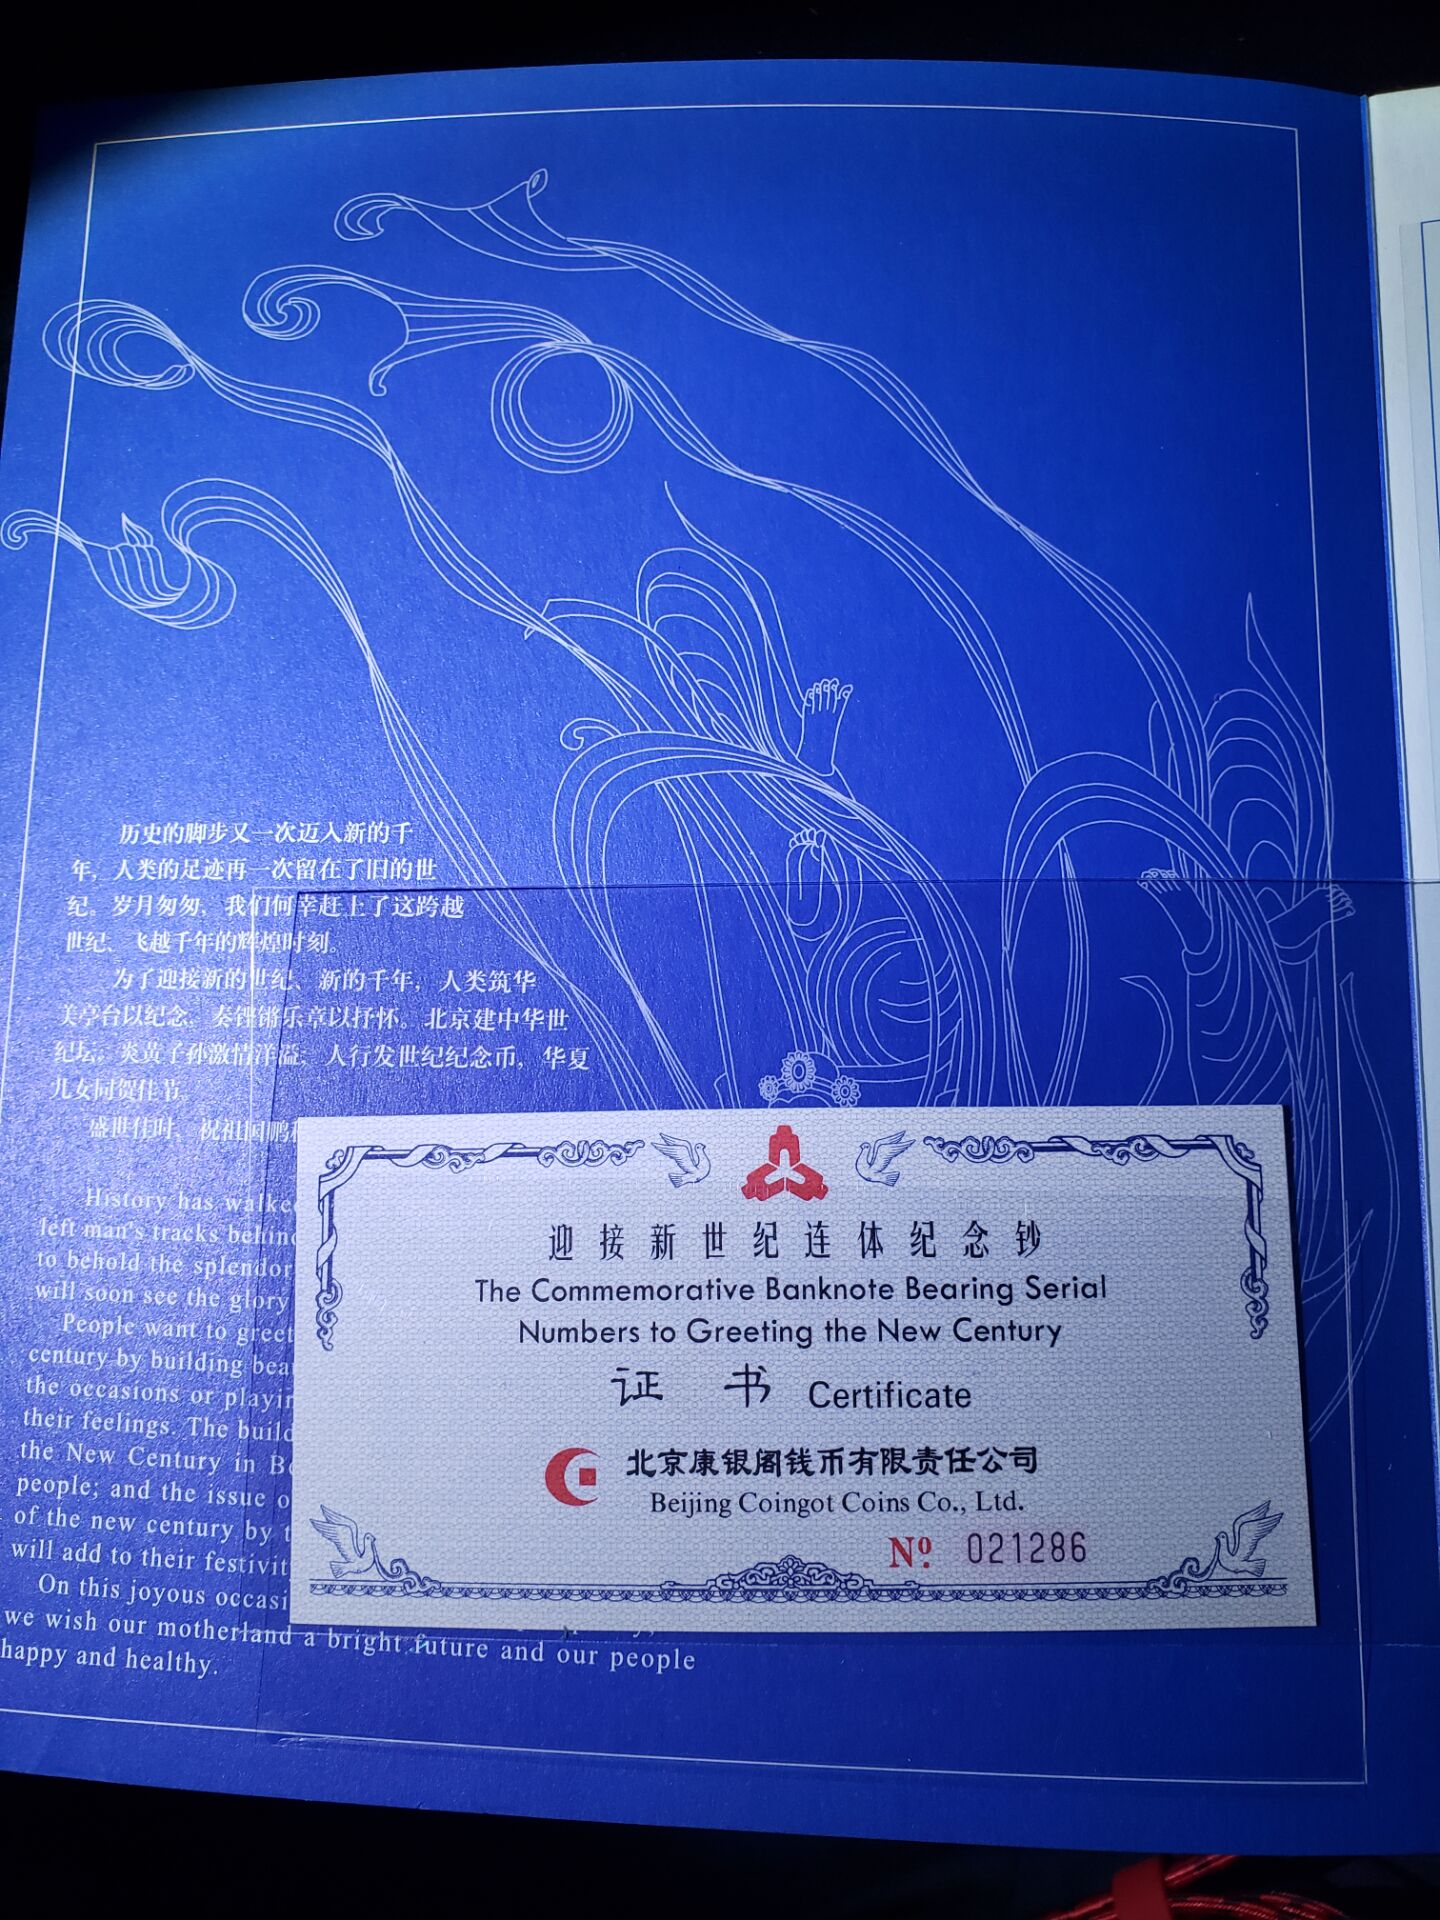 历史的脚步又一次迈入新的千
年，人类的足迹再一次留在了旧的世
纪。岁月匆匆，我们何幸赶上了这跨越
世纪、飞越千年的辉煌时刻。
为了迎接新的世纪、新的千年，人类筑华
美亭台以纪念，奏铿锵乐章以抒怀。北京建中华世
纪坛，炎黄子孙激情洋溢，人行发世纪纪念币，华夏
儿女同贺佳节。
盛世佳时，祝祖国鹏
History has walke
left man's tracks behin
to behold the splendor
will soon see the glory
People want to greet
century by building bea
the occasions or playin
their feelings. The build
the New Century in Be
people; and the issue o
of the new century by t
will add to their festivit
On this joyous occasi
we wish our motherland a bright future and our people
happy and healthy.
迎接新世纪连体纪念钞
The Commemorative Banknote Bearing Serial
Numbers to Greeting the New Century
证书 Certificate
北京康银阁钱币有限责任公司
Beijing Coingot Coins Co., Ltd.
Nº. 021286